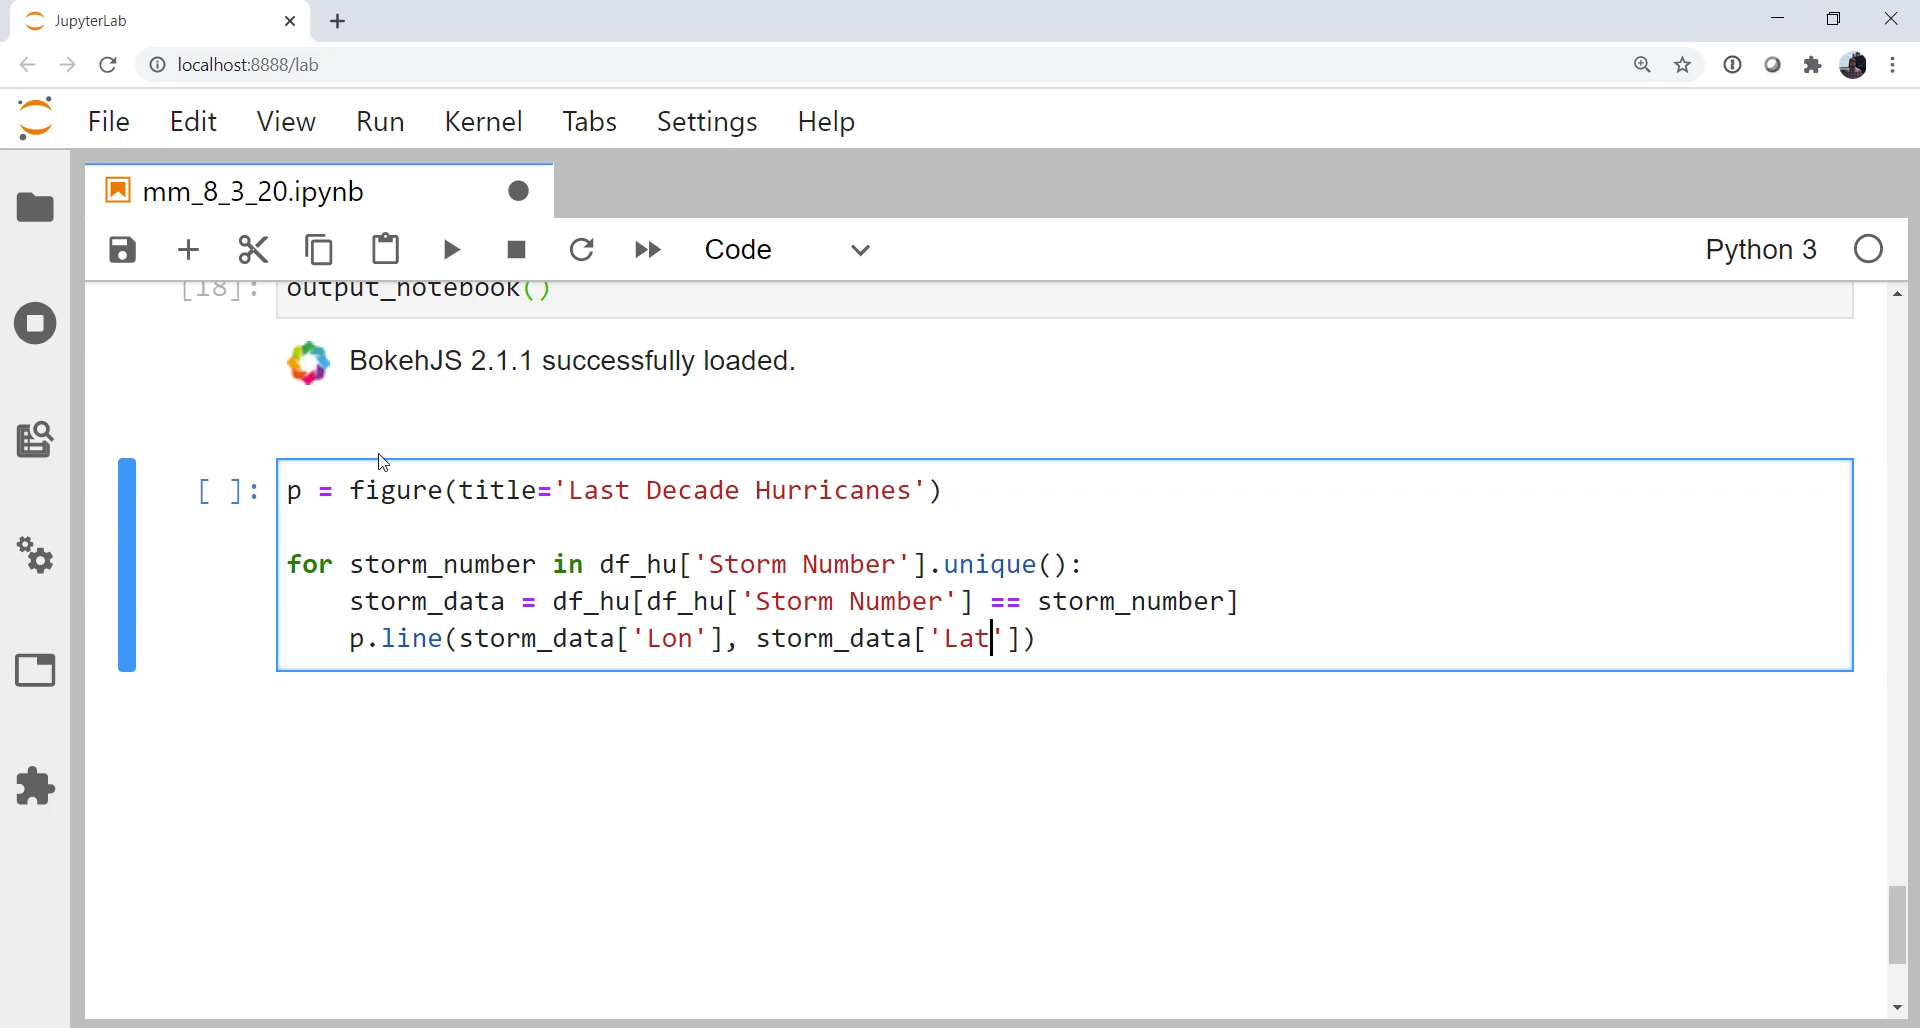 JupyterLab
localhost:8888/lab
File Edit View Run Kernel Tabs Settings Help
mm_8_3_20.ipynb
Code
Python 3
[18]: output_notebook()
BokehJS 2.1.1 successfully loaded.
[ ]: p = figure(title='Last Decade Hurricanes')
for storm_number in df_hu['Storm Number'].unique():
    storm_data = df_hu[df_hu['Storm Number'] == storm_number]
    p.line(storm_data['Lon'], storm_data['Lat'])